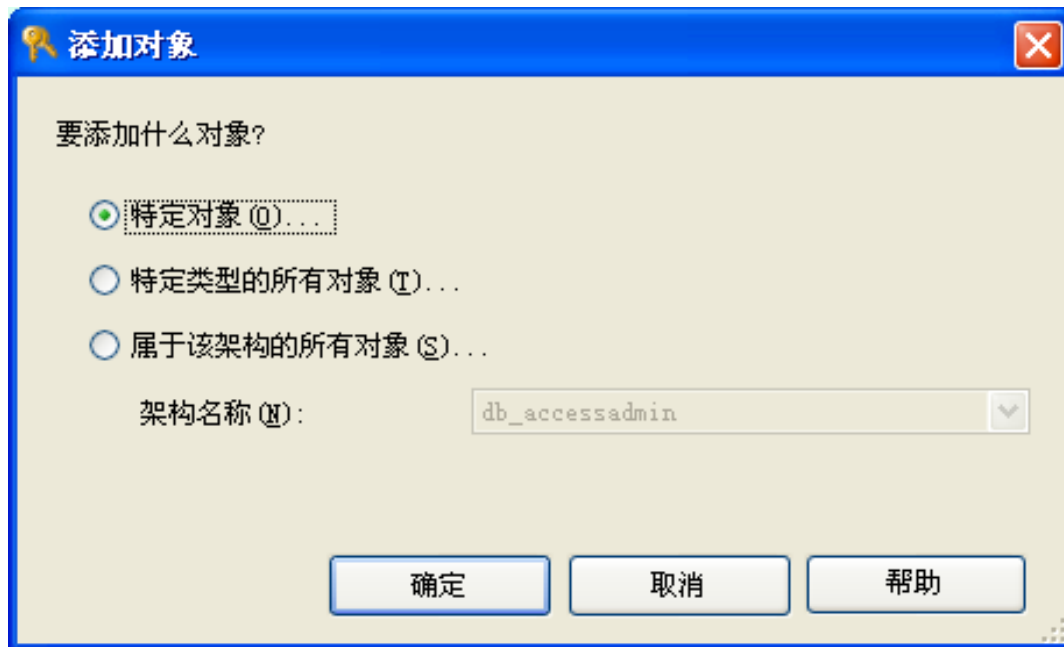 添加对象
要添加什么对象?
特定对象(O)...
特定类型的所有对象(T)...
属于该架构的所有对象(S)...
架构名称(N):
db_accessadmin
确定
取消
帮助